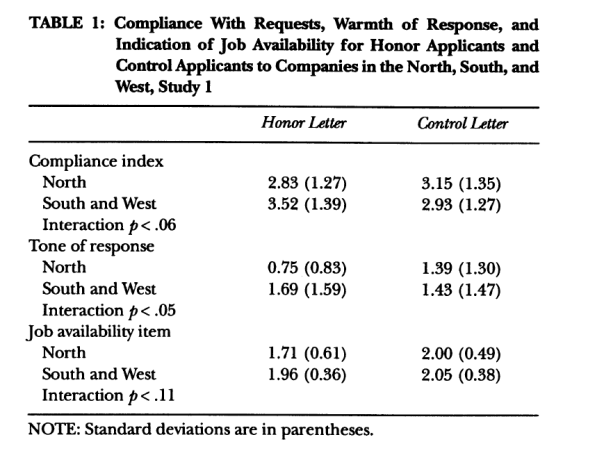 TABLE 1: Compliance With Requests, Warmth of Response, and
Indication of Job Availability for Honor Applicants and
Control Applicants to Companies in the North, South, and
West, Study 1
Honor Letter Control Letter
Compliance index
North 2.83 (1.27) 3.15 (1.35)
South and West 3.52 (1.39) 2.93 (1.27)
Interaction p < .06
Tone of response
North 0.75 (0.83) 1.39 (1.30)
South and West 1.69 (1.59) 1.43 (1.47)
Interaction p < .05
Job availability item
North 1.71 (0.61) 2.00 (0.49)
South and West 1.96 (0.36) 2.05 (0.38)
Interaction p < .11
NOTE: Standard deviations are in parentheses.